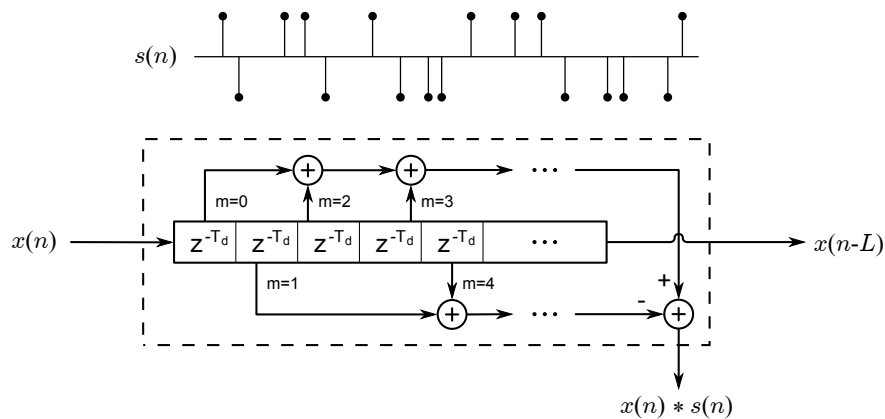 s(n)
m=0
m=2
m=3
x(n)
z^-T_d z^-T_d z^-T_d z^-T_d z^-T_d ...
x(n-L)
m=1
m=4
+
-
x(n) * s(n)